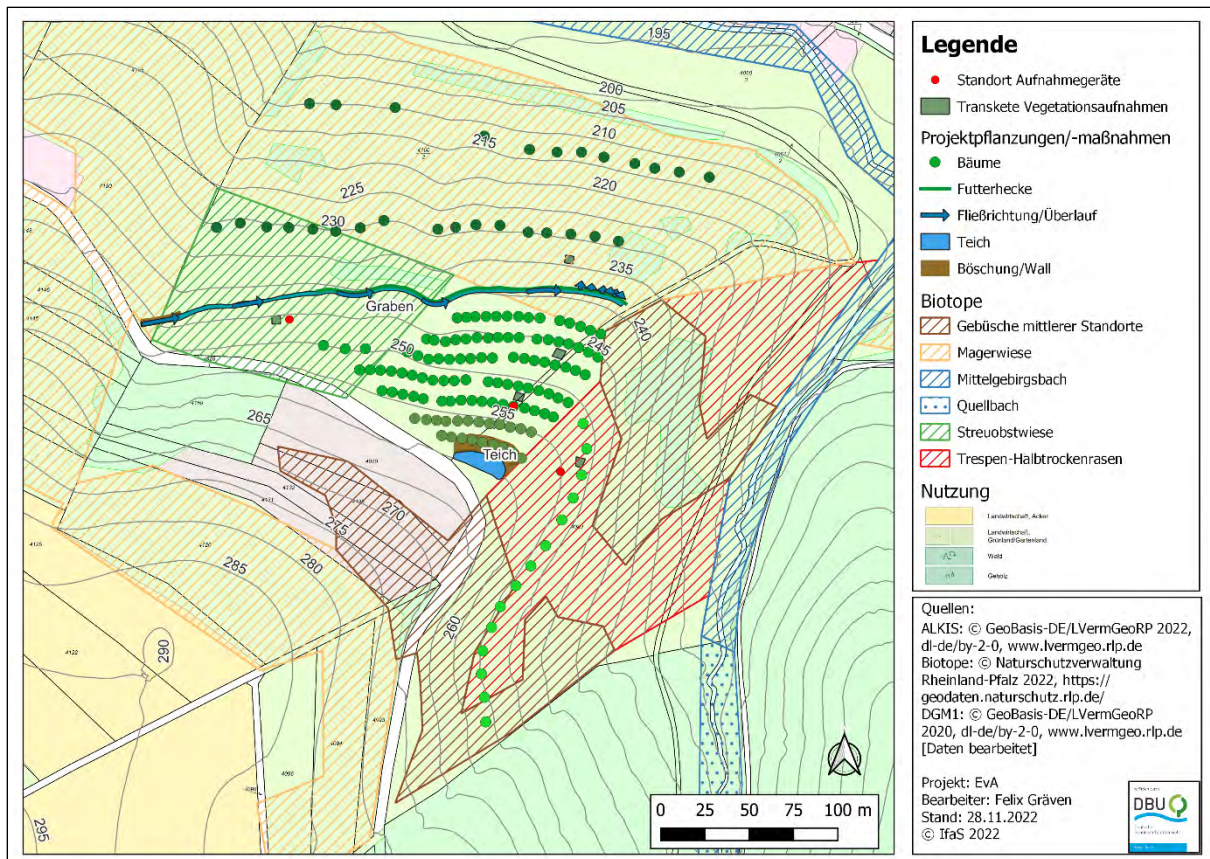 195
200
205
210
215
220
225
230
235
Graben
240
245
250
255
Teich
265
270
275
280
285
260
290
295
4122
0 25 50 75 100 m
Legende
Standort Aufnahmegeräte
Transkete Vegetationsaufnahmen
Projektpflanzungen/-maßnahmen
Bäume
Futterhecke
Fließrichtung/Überlauf
Teich
Böschung/Wall
Biotope
Gebüsche mittlerer Standorte
Magerwiese
Mittelgebirgsbach
Quellbach
Streuobstwiese
Trespen-Halbtrockenrasen
Nutzung
Landwirtschaft, Acker
Landwirtschaft,
Grünland/Gartenland
Wald
Gehölz
Quellen:
ALKIS: © GeoBasis-DE/LVermGeoRP 2022,
dl-de/by-2-0, www.lvermgeo.rlp.de
Biotope: © Naturschutzverwaltung
Rheinland-Pfalz 2022, https://
geodaten.naturschutz.rlp.de/
DGM1: © GeoBasis-DE/LVermGeoRP
2020, dl-de/by-2-0, www.lvermgeo.rlp.de
[Daten bearbeitet]
Projekt: EvA
Bearbeiter: Felix Gräven
Stand: 28.11.2022
© IfaS 2022
DBU